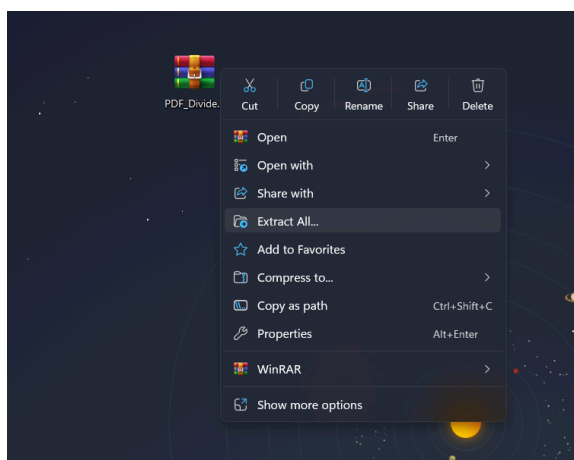 PDF_Divide.
Cut Copy Rename Share Delete
Open Enter
Open with
Share with
Extract All...
Add to Favorites
Compress to...
Copy as path Ctrl+Shift+C
Properties Alt+Enter
WinRAR
Show more options